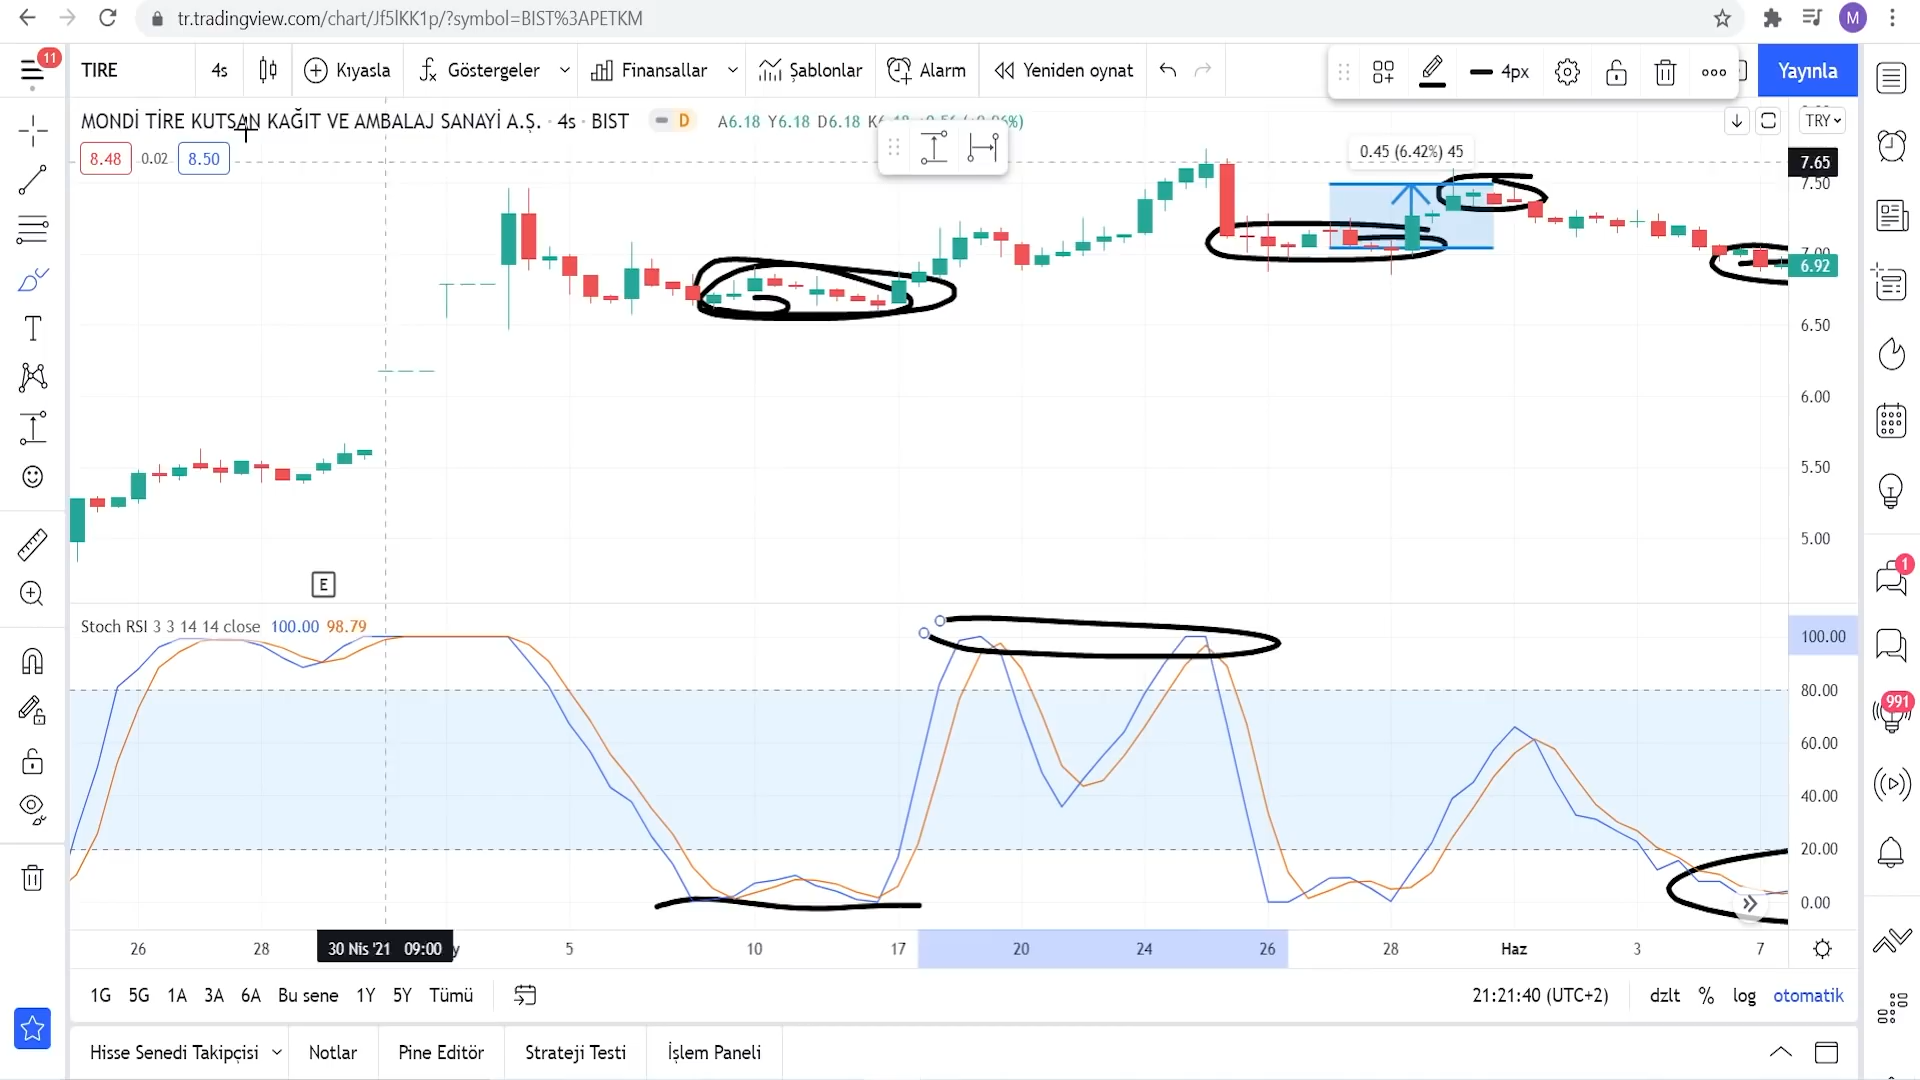 tr.tradingview.com/chart/Jf5lKK1p/?symbol=BIST%3APETKM
M
11
TIRE
4s
Kıyasla
Göstergeler
Finansallar
Şablonlar
Alarm
Yeniden oynat
4px
Yayınla
MONDİ TİRE KUTSAN KAĞIT VE AMBALAJ SANAYİ A.Ş. · 4s · BIST
D
A6.18 Y6.18 D6.18
TRY
8.48
0.02
8.50
0.45 (6.42%) 45
7.65
7.50
7.00
6.92
6.50
6.00
5.50
5.00
E
Stoch RSI 3 3 14 14 close 100.00 98.79
100.00
80.00
60.00
40.00
20.00
0.00
1
991
26
28
30 Nis '21 09:00
5
10
17
20
24
26
28
Haz
3
7
1G
5G
1A
3A
6A
Bu sene
1Y
5Y
Tümü
21:21:40 (UTC+2)
dzlt
%
log
otomatik
Hisse Senedi Takipçisi
Notlar
Pine Editör
Strateji Testi
İşlem Paneli